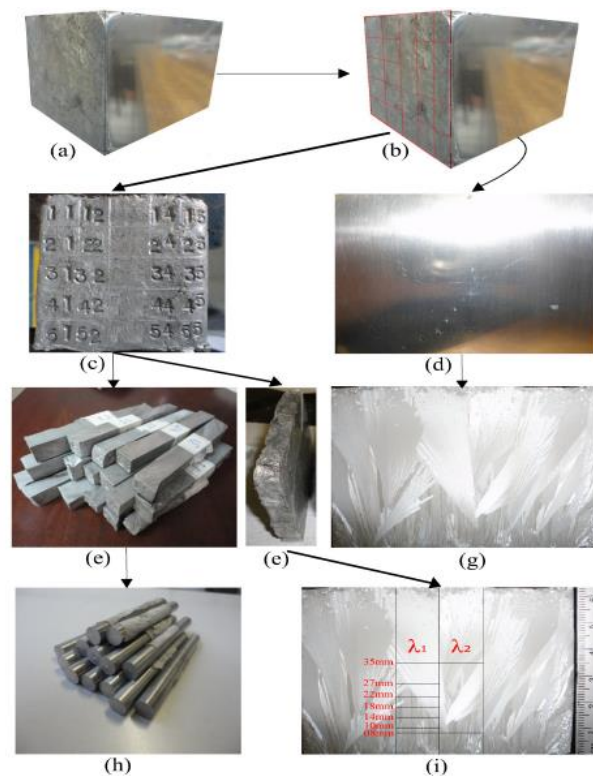 (a)
(b)
11 12 14 15
21 22 24 25
31 32 34 35
41 42 44 45
51 52 54 55
(c)
(d)
(e)
(e)
(g)
λ1 λ2
35mm
27mm
22mm
18mm
14mm
10mm
08mm
(h)
(i)